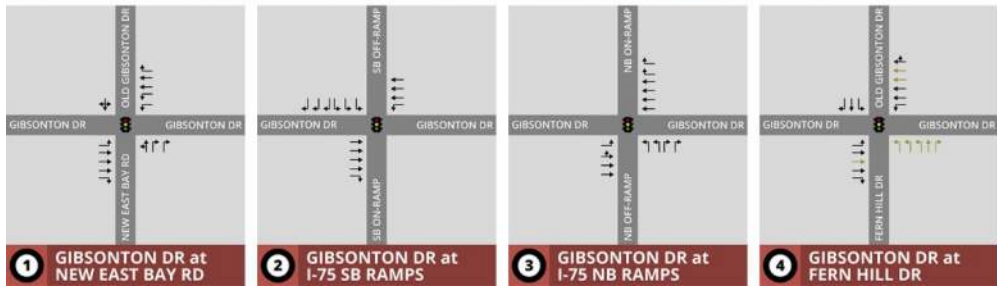 OLD GIBSONTON DR
GIBSONTON DR
GIBSONTON DR
NEW EAST BAY RD
1
GIBSONTON DR at
NEW EAST BAY RD
SB OFF-RAMP
GIBSONTON DR
GIBSONTON DR
SB ON-RAMP
2
GIBSONTON DR at
I-75 SB RAMPS
NB ON-RAMP
GIBSONTON DR
GIBSONTON DR
NB OFF-RAMP
3
GIBSONTON DR at
I-75 NB RAMPS
OLD GIBSONTON DR
GIBSONTON DR
GIBSONTON DR
FERN HILL DR
4
GIBSONTON DR at
FERN HILL DR